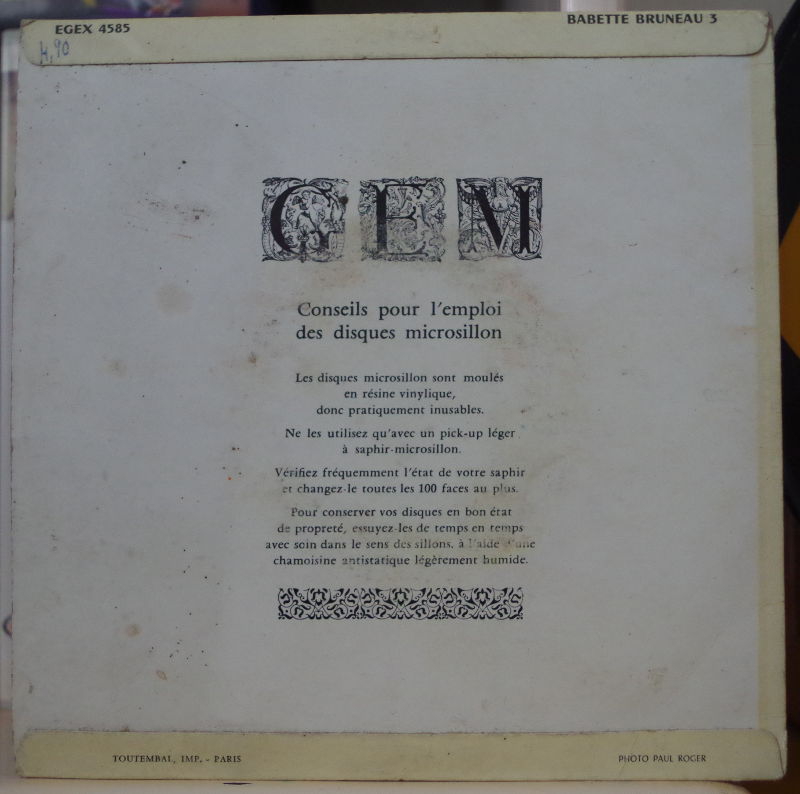 EGEX 4585
BABETTE BRUNEAU 3
4,90
GEM
Conseils pour l'emploi
des disques microsillon
Les disques microsillon sont moulés
en résine vinylique,
donc pratiquement inusables.
Ne les utilisez qu'avec un pick-up léger
à saphir-microsillon.
Vérifiez fréquemment l'état de votre saphir
et changez-le toutes les 100 faces au plus.
Pour conserver vos disques en bon état
de propreté, essuyez-les de temps en temps
avec soin dans le sens des sillons, à l'aide d'une
chamoisine antistatique légèrement humide.
TOUTEMBAL, IMP. - PARIS
PHOTO PAUL ROGER